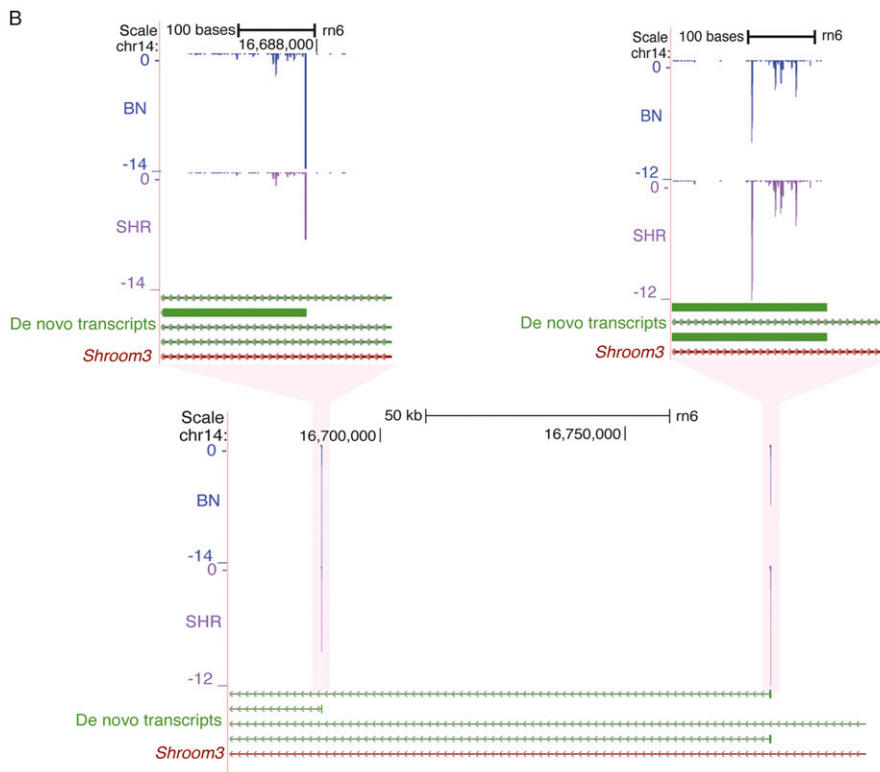 B
Scale 100 bases rn6
chr14: 16,688,000
0
BN
-14
0
SHR
-14
De novo transcripts
Shroom3
Scale 100 bases rn6
chr14:
0
BN
-12
0
SHR
-12
De novo transcripts
Shroom3
Scale 50 kb rn6
chr14: 16,700,000 16,750,000
0
BN
-14
0
SHR
-12
De novo transcripts
Shroom3